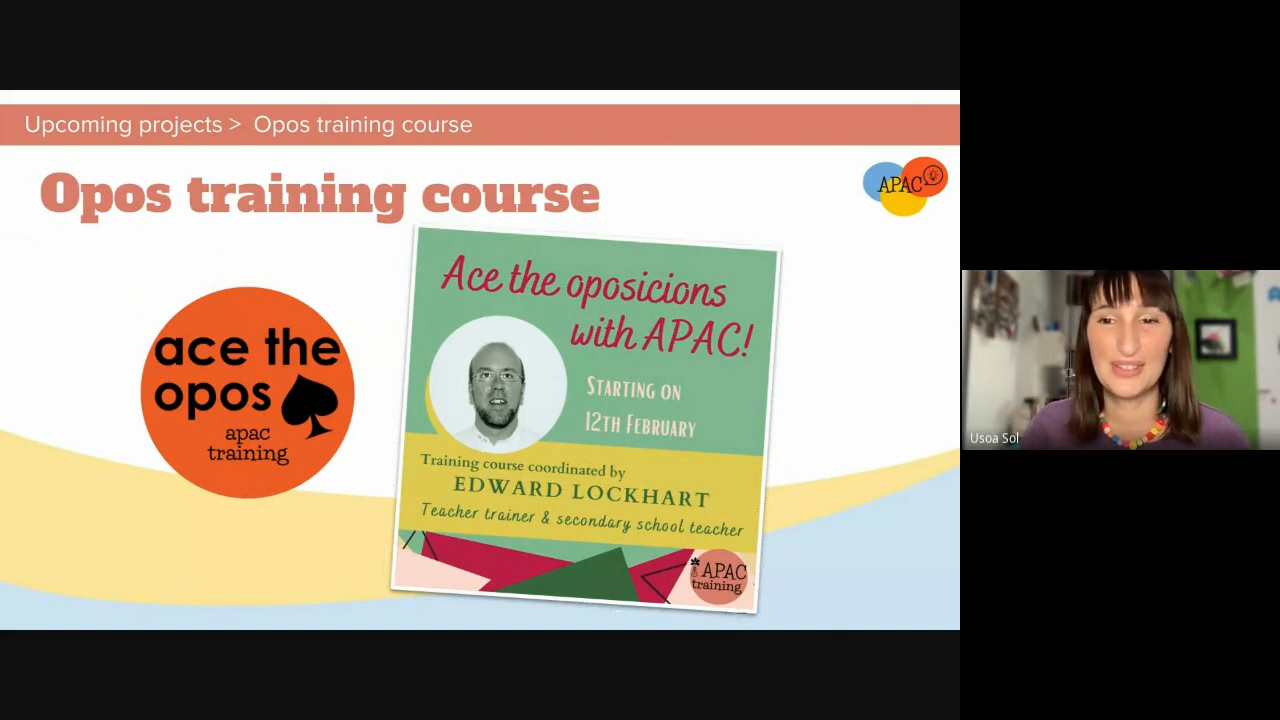 Upcoming projects > Opos training course
Opos training course
APAC
ace the
opos
apac
training
Ace the oposicions
with APAC!
STARTING ON
12TH FEBRUARY
Training course coordinated by
EDWARD LOCKHART
Teacher trainer & secondary school teacher
APAC
training
Usoa Sol